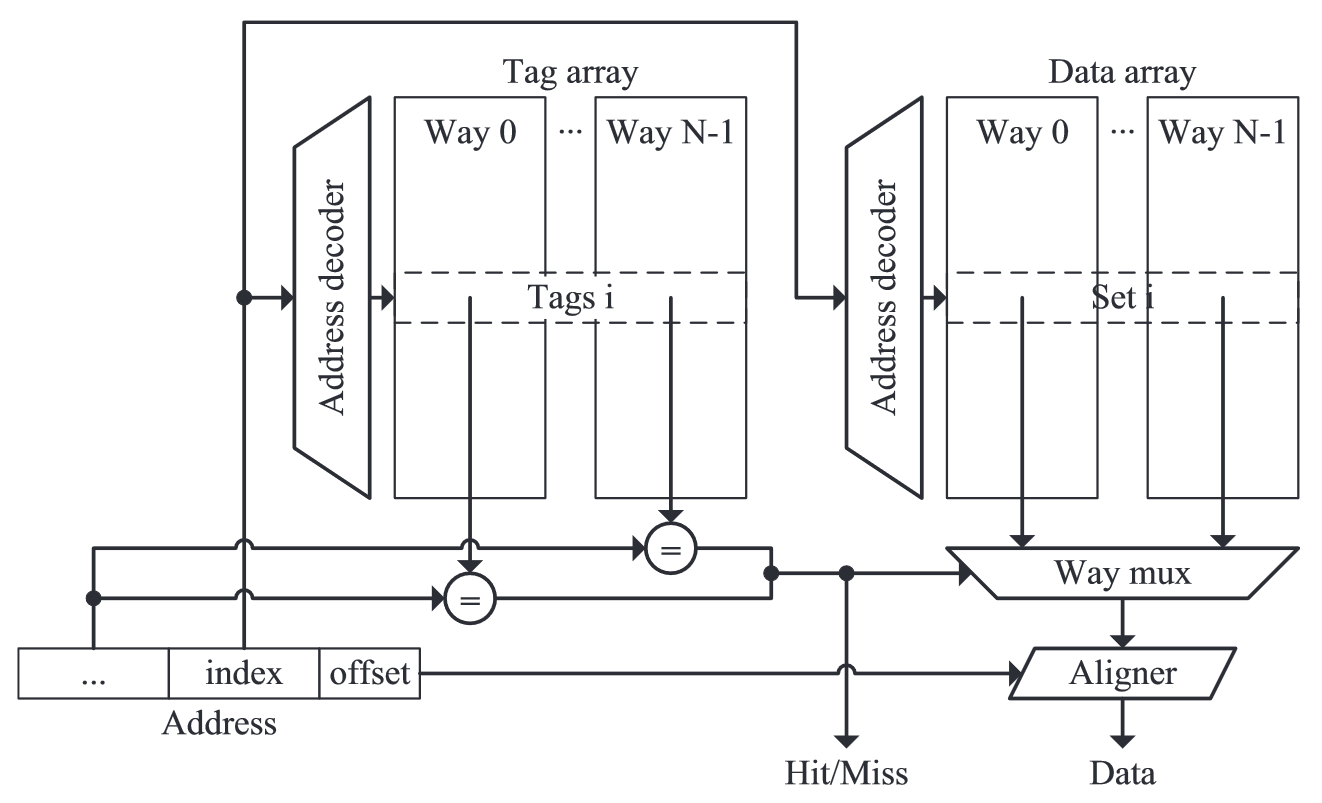 Tag array
Data array
Way 0 ... Way N-1
Way 0 ... Way N-1
Address decoder
Tags i
Address decoder
Set i
=
=
Way mux
... index offset
Aligner
Address
Hit/Miss
Data